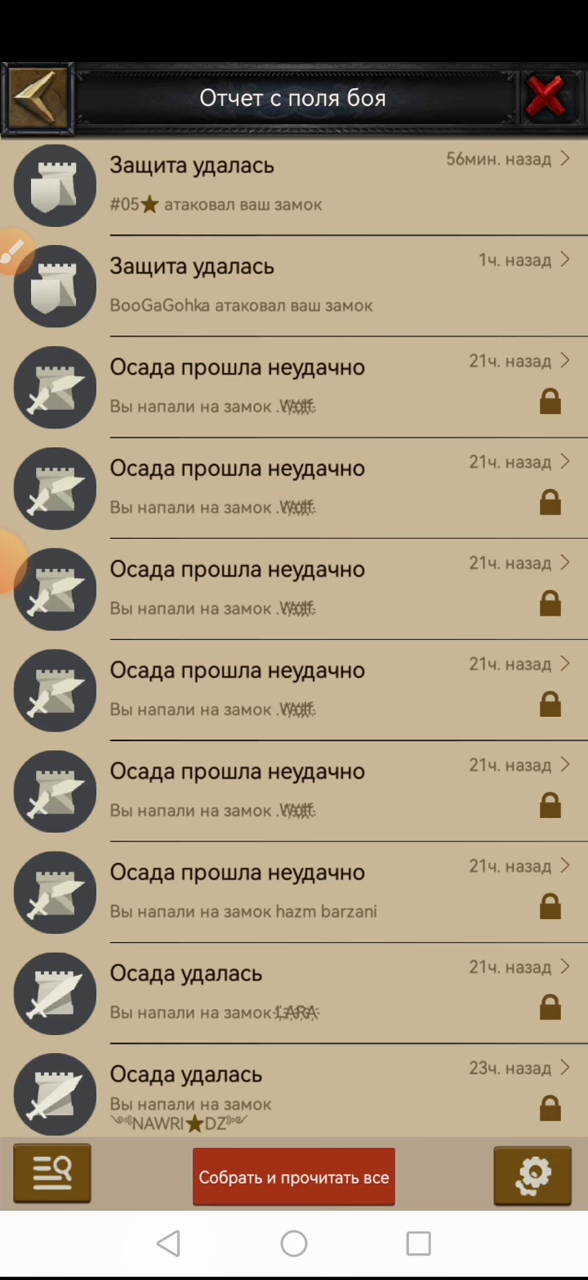 Отчет с поля боя
Защита удалась
56мин. назад
#05★ атаковал ваш замок
Защита удалась
1ч. назад
BooGaGohka атаковал ваш замок
Осада прошла неудачно
21ч. назад
Вы напали на замок
Осада прошла неудачно
21ч. назад
Вы напали на замок
Осада прошла неудачно
21ч. назад
Вы напали на замок
Осада прошла неудачно
21ч. назад
Вы напали на замок
Осада прошла неудачно
21ч. назад
Вы напали на замок
Осада прошла неудачно
21ч. назад
Вы напали на замок hazm barzani
Осада удалась
21ч. назад
Вы напали на замок
Осада удалась
23ч. назад
Вы напали на замок
NAWRI★DZ
Собрать и прочитать все